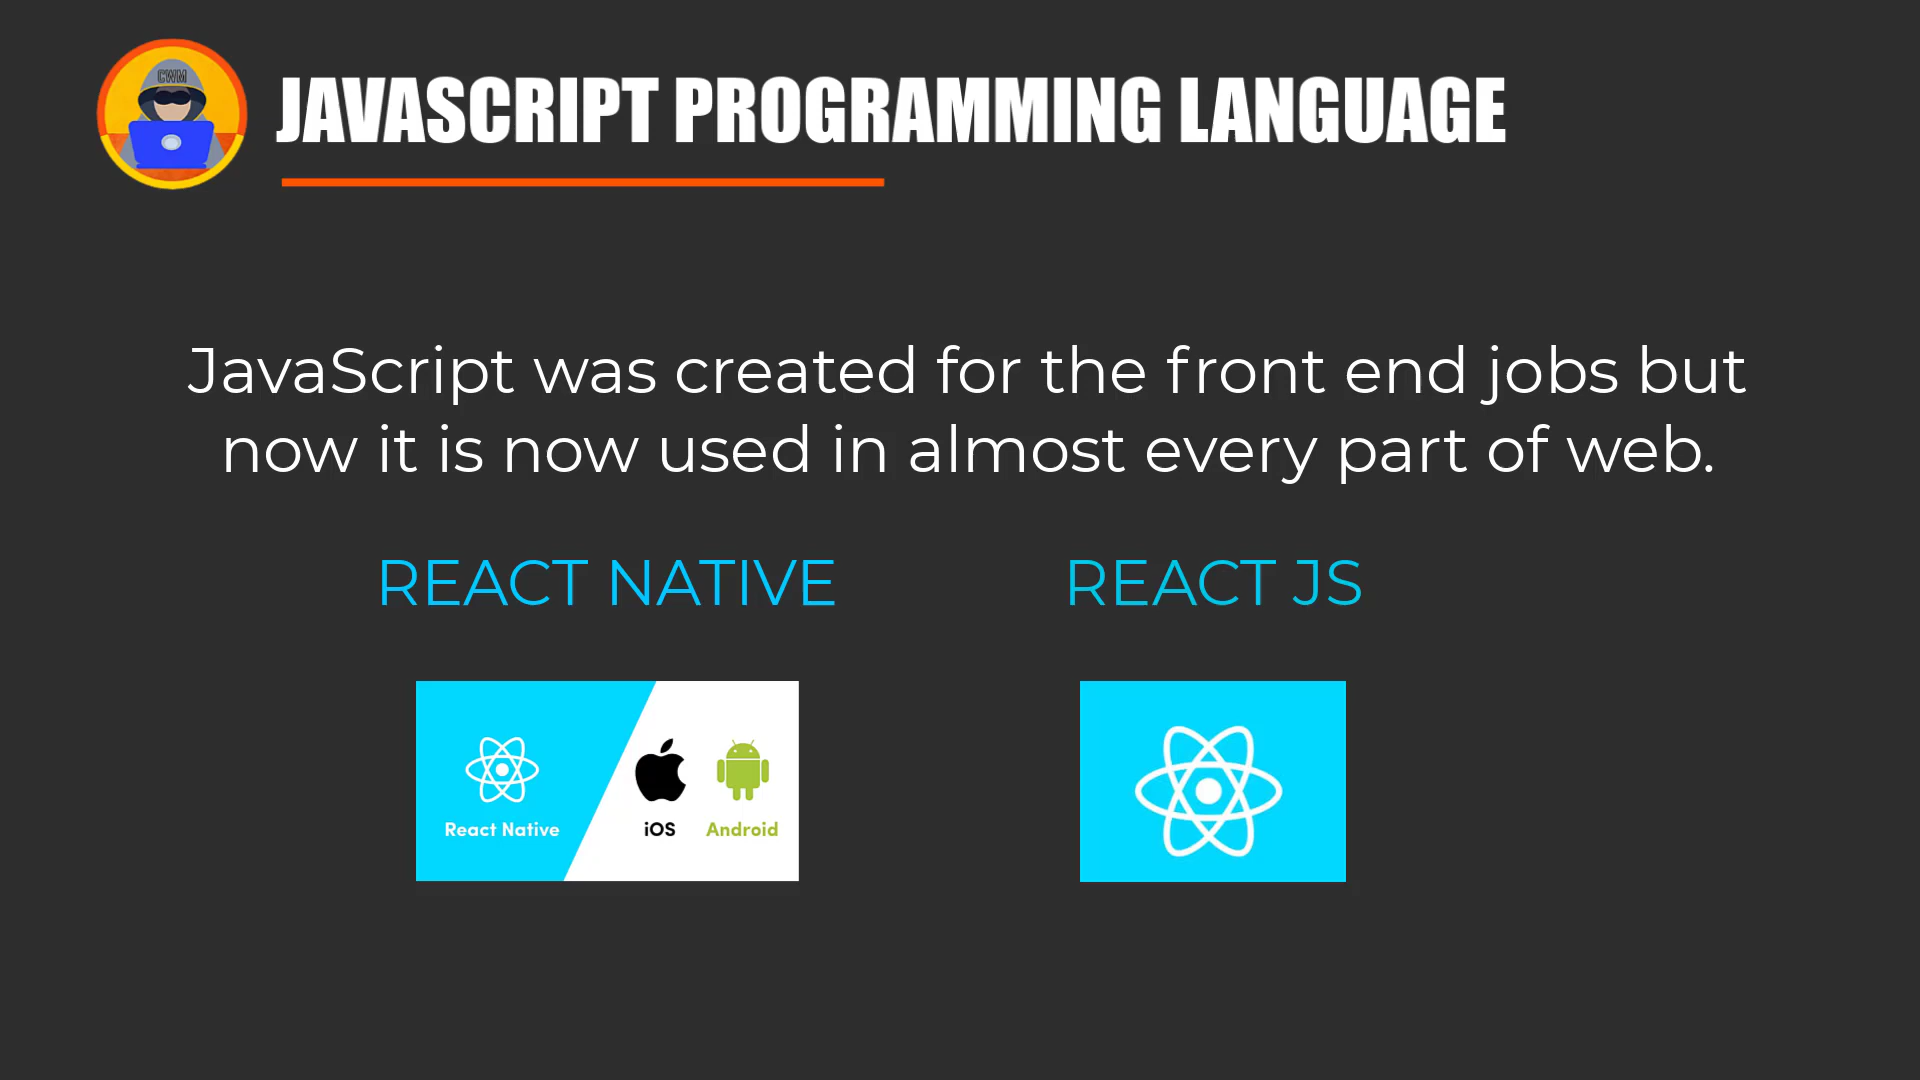 CWM
JAVASCRIPT PROGRAMMING LANGUAGE
JavaScript was created for the front end jobs but
now it is now used in almost every part of web.
REACT NATIVE
REACT JS
React Native
iOS
Android